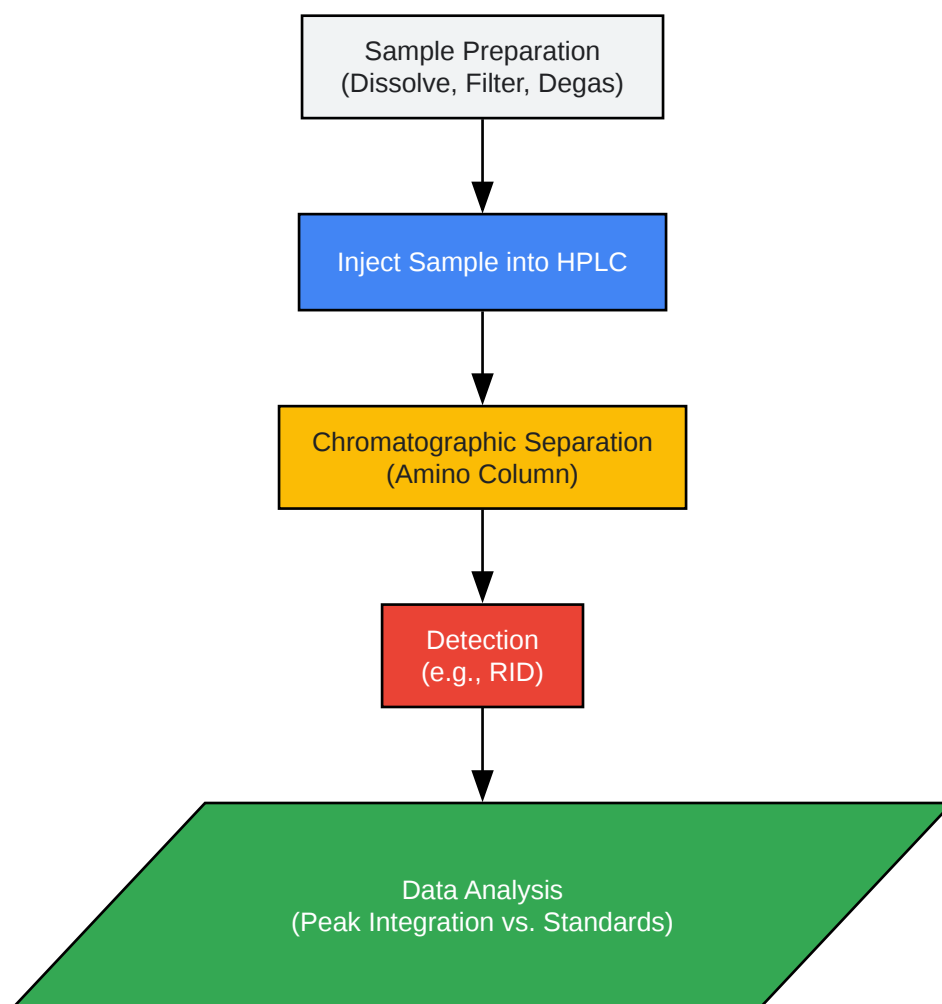 Sample Preparation
(Dissolve, Filter, Degas)
Inject Sample into HPLC
Chromatographic Separation
(Amino Column)
Detection
(e.g., RID)
Data Analysis
(Peak Integration vs. Standards)